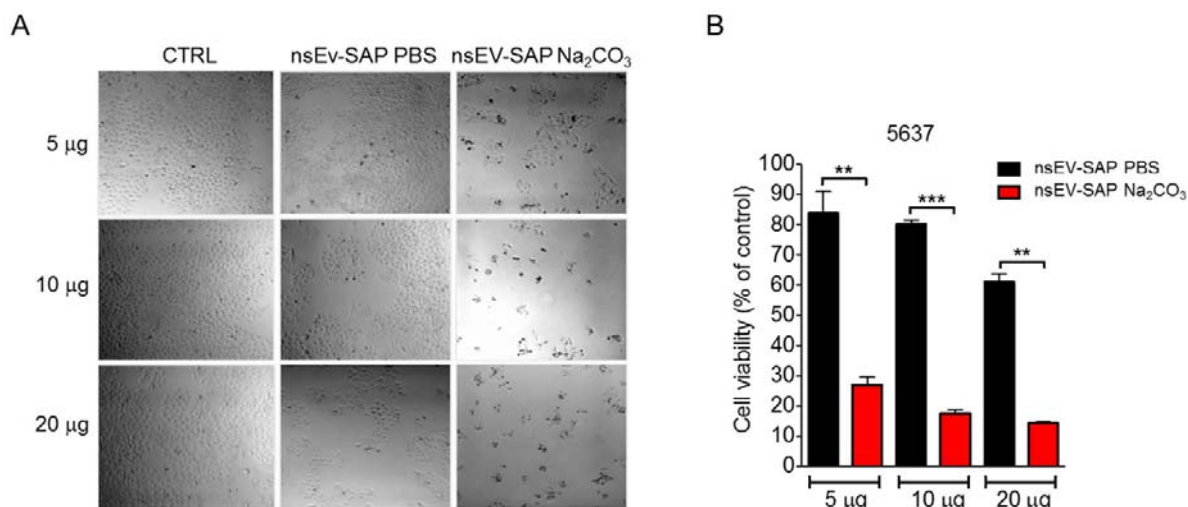 A
CTRL
nsEv-SAP PBS
nsEV-SAP Na₂CO₃
5 µg
10 µg
20 µg
B
5637
nsEV-SAP PBS
nsEV-SAP Na₂CO₃
Cell viability (% of control)
100
90
80
70
60
50
40
30
20
10
0
**
***
**
5 µg
10 µg
20 µg